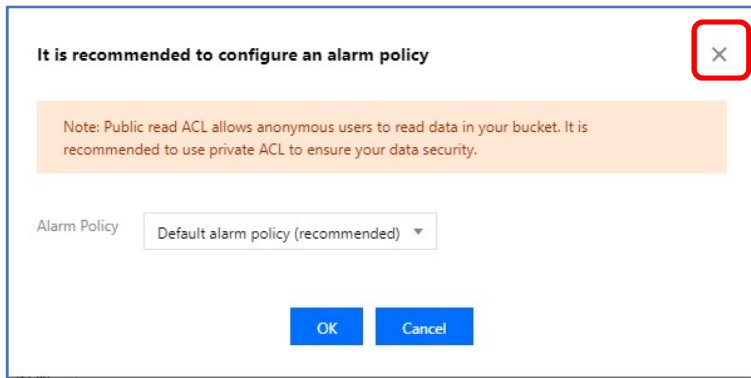 It is recommended to configure an alarm policy
Note: Public read ACL allows anonymous users to read data in your bucket. It is
recommended to use private ACL to ensure your data security.
Alarm Policy
Default alarm policy (recommended)
OK
Cancel